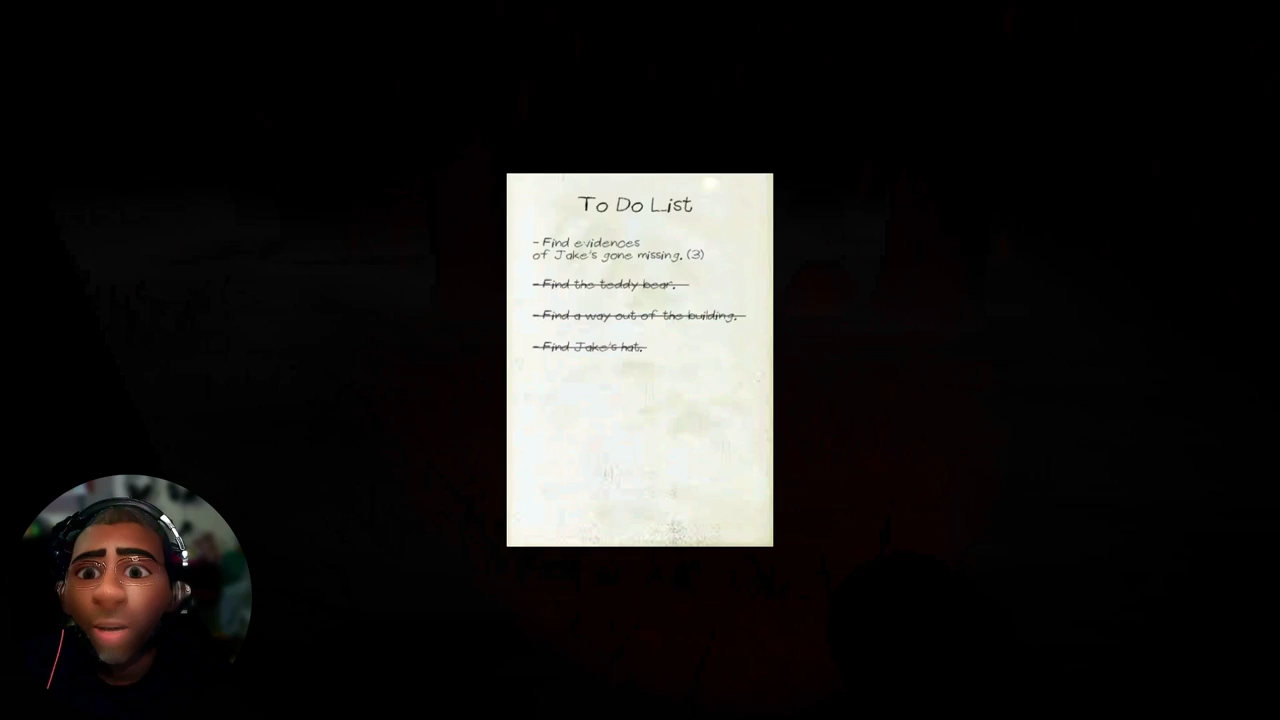 To Do List
- Find evidences
of Jake's gone missing. (3)
- Find the teddy bear.
- Find a way out of the building.
- Find Jake's hat.